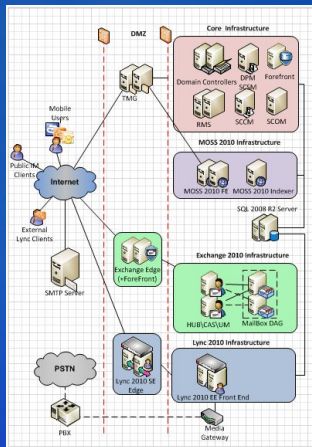 Core Infrastructure
DMZ
Domain Controllers
DPM
SCSM
Forefront
TMG
RMS
SCCM
SCOM
Mobile
Users
Public IM
Clients
MOSS 2010 Infrastructure
Internet
MOSS 2010 FE
MOSS 2010 Indexer
SQL 2008 R2 Server
External
Lync Clients
Exchange 2010 Infrastructure
Exchange Edge
(+ForeFront)
SMTP Server
HUB\CAS\UM
MailBox DAG
Lync 2010 Infrastructure
Lync 2010 SE
Edge
Lync 2010 EE Front End
PSTN
PBX
Media
Gateway